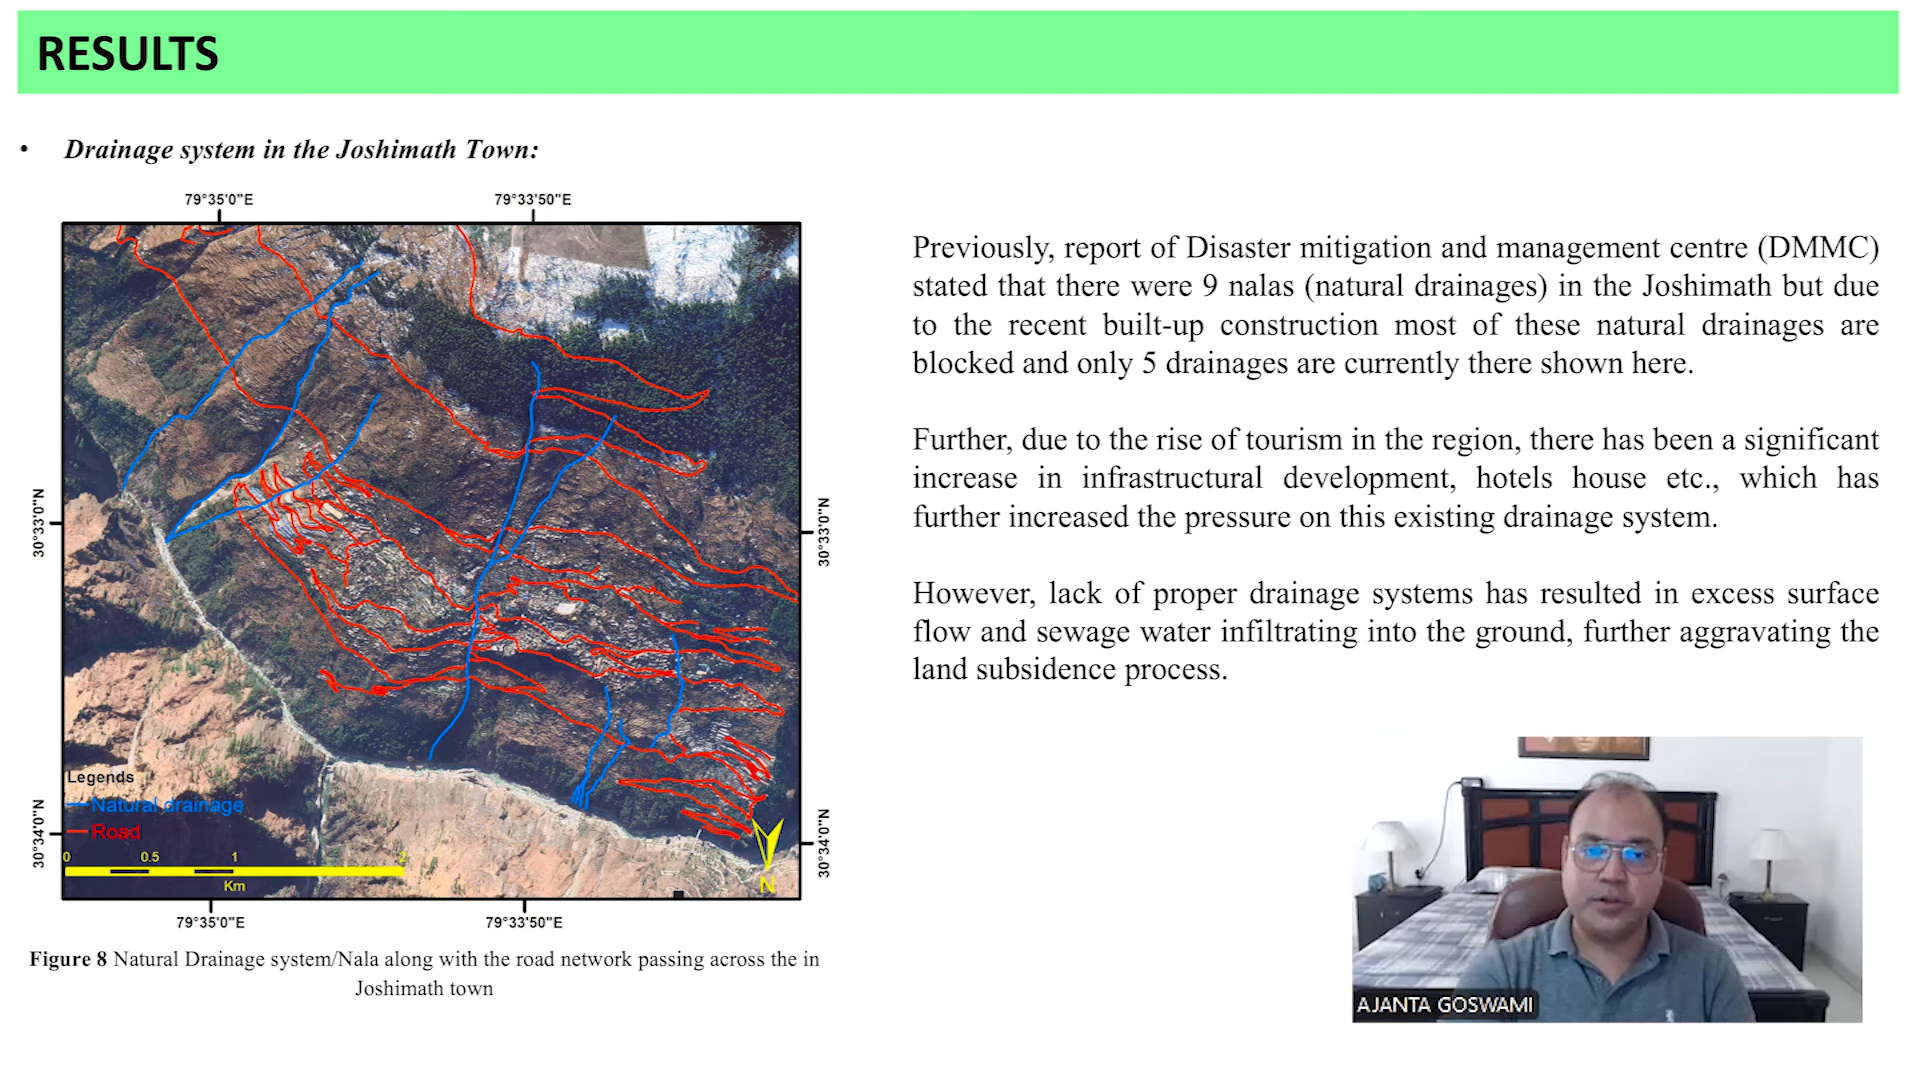 RESULTS
• Drainage system in the Joshimath Town:
79°35'0"E 79°33'50"E
30°33'0"N 30°33'0"N
30°34'0"N 30°34'0"N
Legends
Natural drainage
Road
0 0.5 1 2
Km
N
79°35'0"E 79°33'50"E
Figure 8 Natural Drainage system/Nala along with the road network passing across the in
Joshimath town
Previously, report of Disaster mitigation and management centre (DMMC)
stated that there were 9 nalas (natural drainages) in the Joshimath but due
to the recent built-up construction most of these natural drainages are
blocked and only 5 drainages are currently there shown here.
Further, due to the rise of tourism in the region, there has been a significant
increase in infrastructural development, hotels house etc., which has
further increased the pressure on this existing drainage system.
However, lack of proper drainage systems has resulted in excess surface
flow and sewage water infiltrating into the ground, further aggravating the
land subsidence process.
AJANTA GOSWAMI